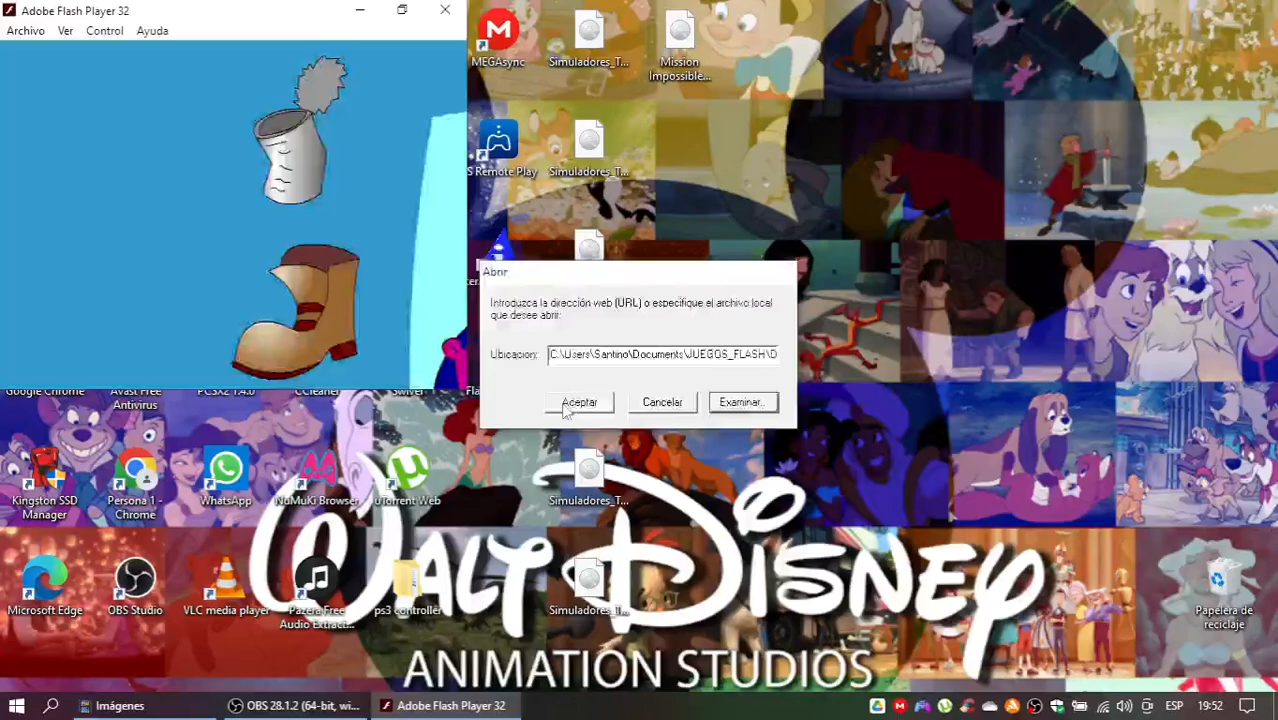 Adobe Flash Player 32
Archivo Ver Control Ayuda
MEGAsync
Simuladores_T...
Mission
Impossible...
S Remote Play
Simuladores_T...
Abrir
Introduzca la dirección web (URL) o especifique el archivo local
que desee abrir:
Ubicación: C:\Users\Santino\Documents\JUEGOS_FLASH\D
Aceptar Cancelar Examinar...
Google Chrome
Avast Free
Antivirus
PCSX2 1.4.0
CCleaner
Swivel
Kingston SSD
Manager
Persona 1 -
Chrome
WhatsApp
NuMuKi Browser
uTorrent Web
Simuladores_T...
Microsoft Edge
OBS Studio
VLC media player
Pazera Free
Audio Extract...
ps3 controller
Simuladores_T...
Papelera de
reciclaje
WALT DISNEY
ANIMATION STUDIOS
Imágenes
OBS 28.1.2 (64-bit, wi...
Adobe Flash Player 32
ESP
19:52